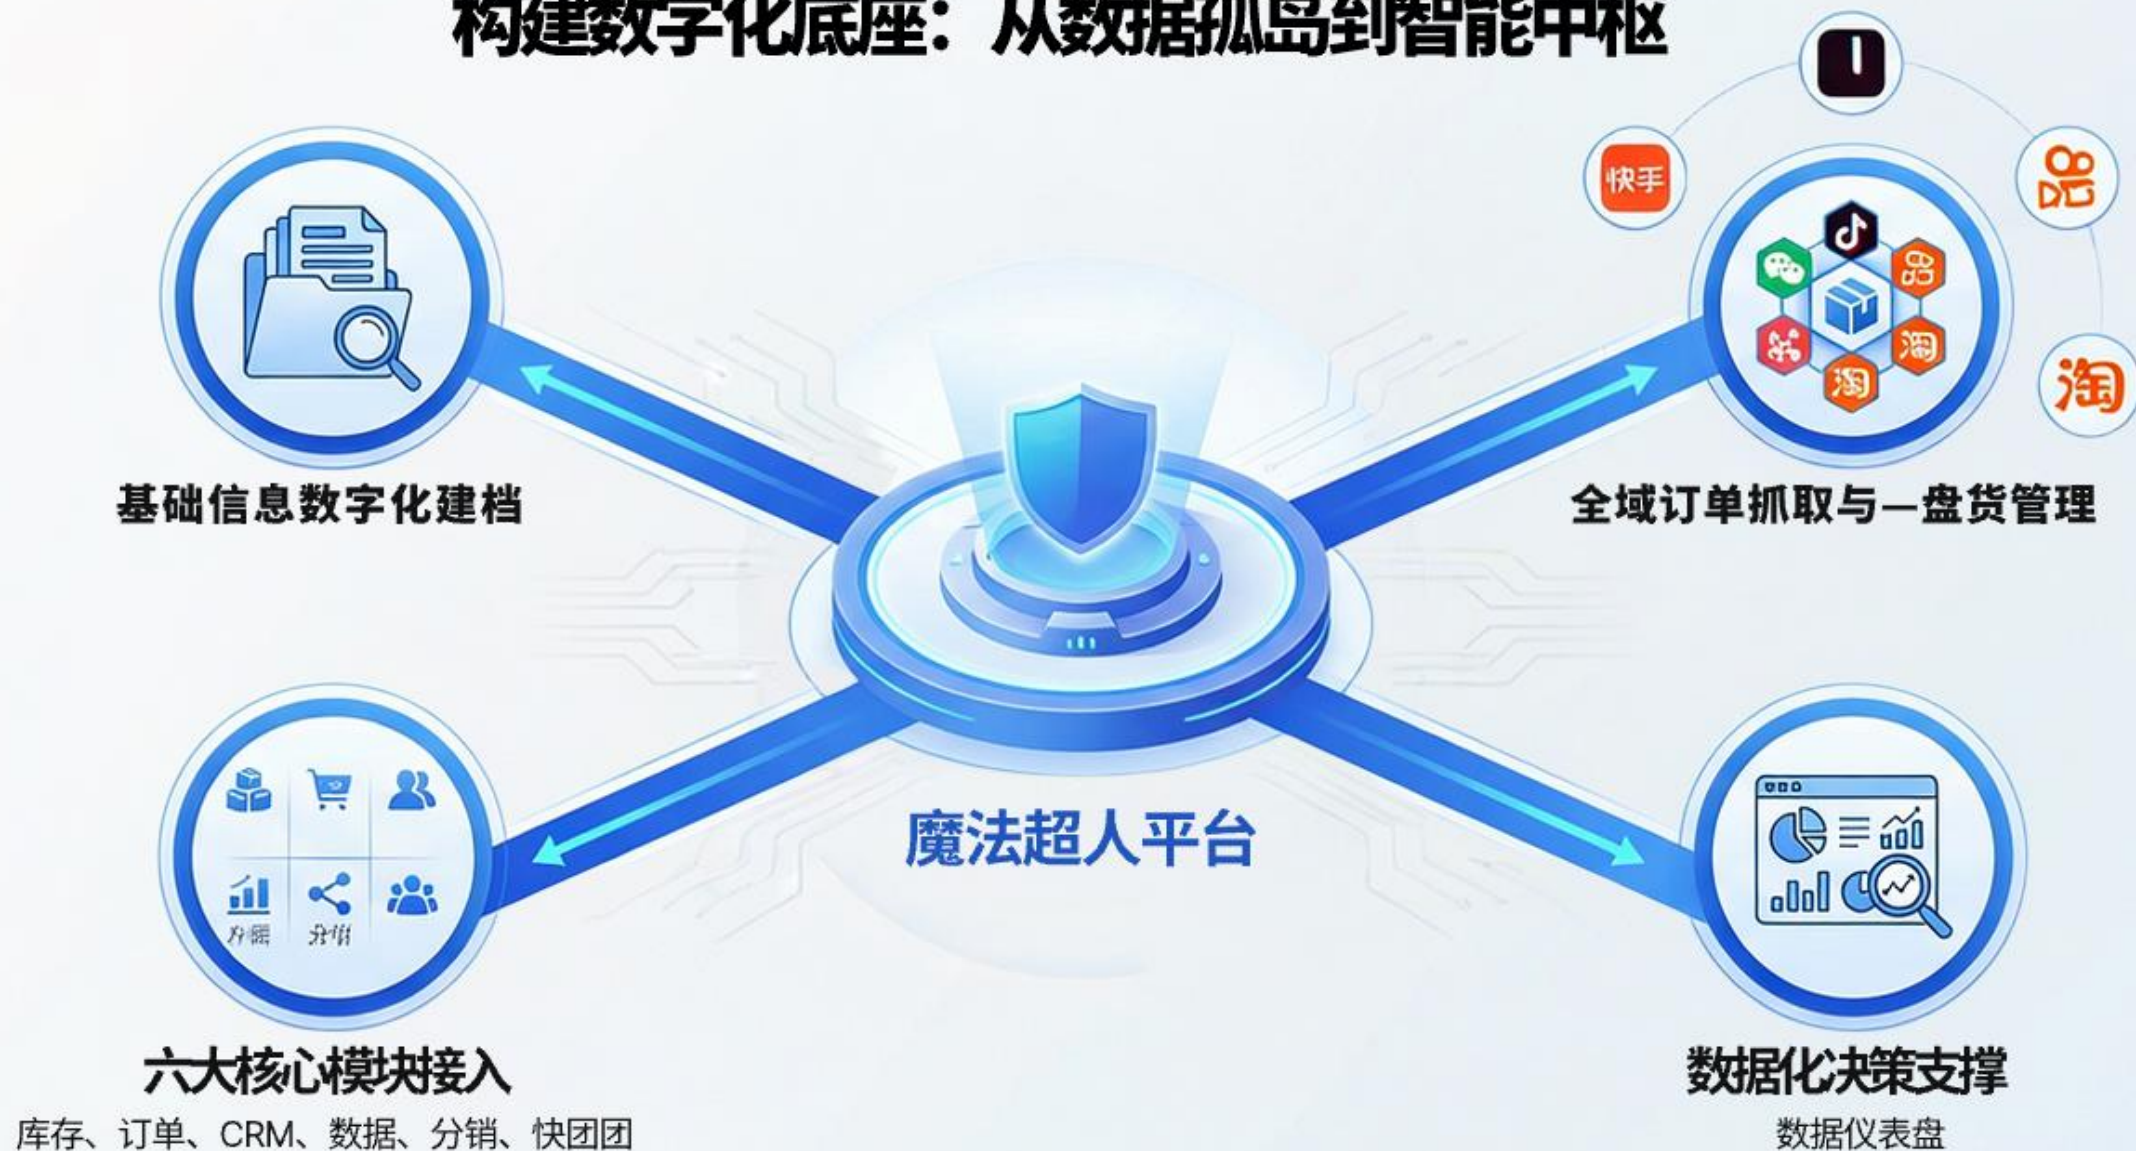 构建数字化底座：从数据孤岛到智能中枢
快手
淘
淘
淘
淘
基础信息数字化建档
全域订单抓取与一盘货管理
魔法超人平台
六大核心模块接入
库存、订单、CRM、数据、分销、快团团
数据化决策支撑
数据仪表盘